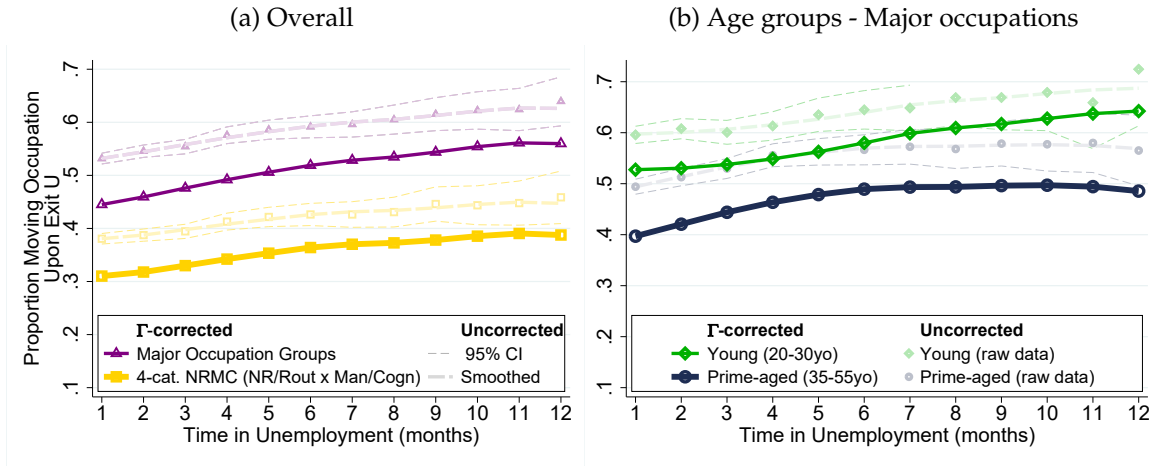 (a) Overall
(b) Age groups - Major occupations
Proportion Moving Occupation
Upon Exit U
.7
.6
.5
.4
.3
.2
.1
Γ-corrected
Uncorrected
Major Occupation Groups
95% CI
4-cat. NRMC (NR/Rout x Man/Cogn)
Smoothed
1 2 3 4 5 6 7 8 9 10 11 12
Time in Unemployment (months)
.7
.6
.5
.4
.3
.2
.1
Γ-corrected
Uncorrected
Young (20-30yo)
Young (raw data)
Prime-aged (35-55yo)
Prime-aged (raw data)
1 2 3 4 5 6 7 8 9 10 11 12
Time in Unemployment (months)